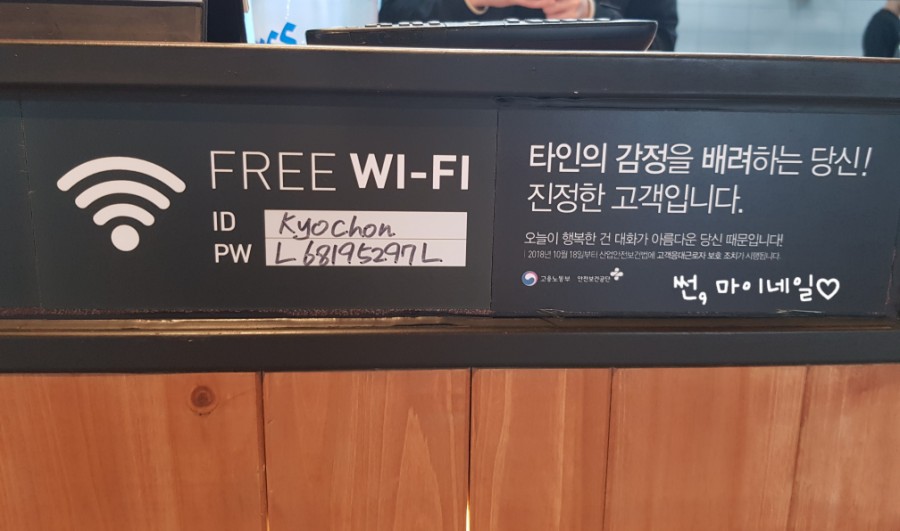 FREE WI-FI
ID Kyochon
PW L68195297L
타인의 감정을 배려하는 당신!
진정한 고객입니다.
오늘이 행복한 건 대화가 아름다운 당신 때문입니다!
2018년 10월 18일부터 산업안전보건법에 고객응대근로자 보호 조치가 시행됩니다.
고용노동부 안전보건공단
썬, 마이네일♡